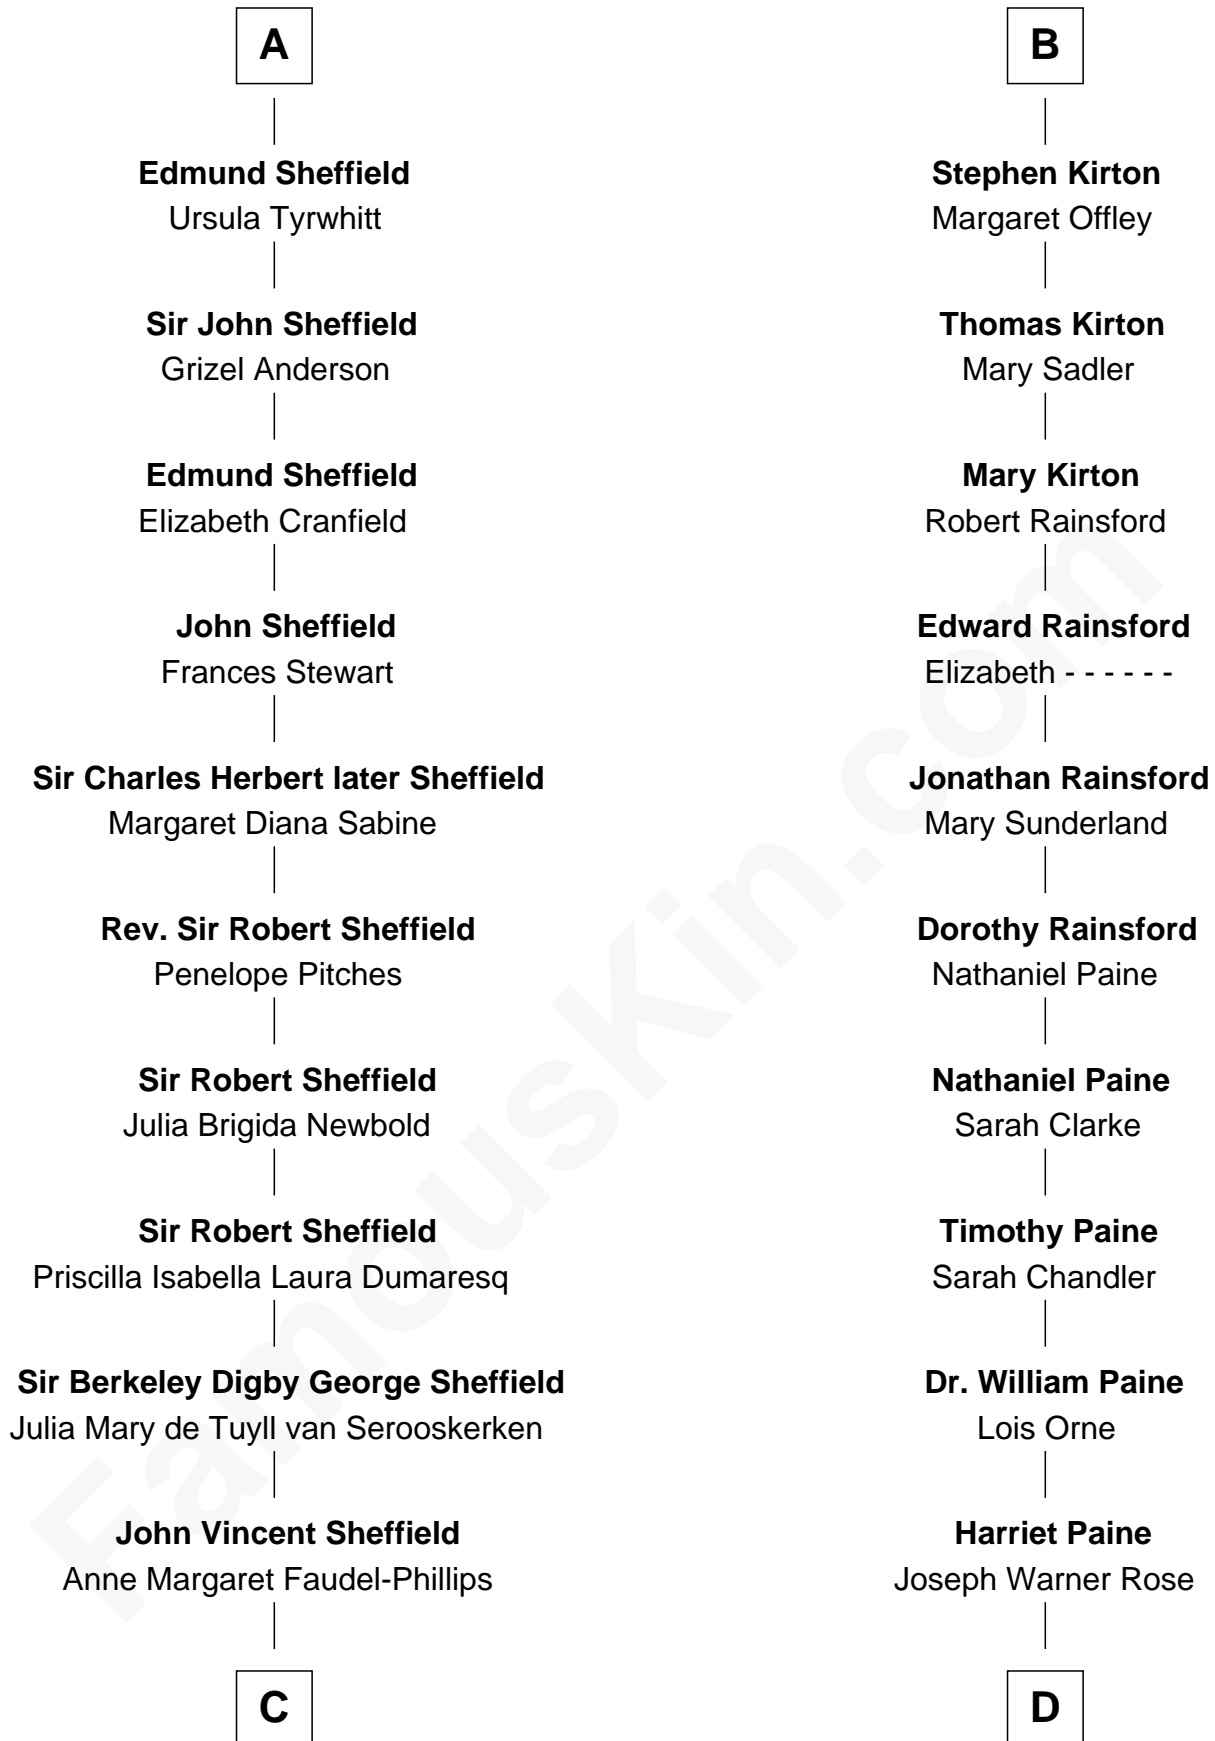 A
Edmund Sheffield
Ursula Tyrwhitt
Sir John Sheffield
Grizel Anderson
Edmund Sheffield
Elizabeth Cranfield
John Sheffield
Frances Stewart
Sir Charles Herbert later Sheffield
Margaret Diana Sabine
Rev. Sir Robert Sheffield
Penelope Pitches
Sir Robert Sheffield
Julia Brigida Newbold
Sir Robert Sheffield
Priscilla Isabella Laura Dumaresq
Sir Berkeley Digby George Sheffield
Julia Mary de Tuyll van Serooskerken
John Vincent Sheffield
Anne Margaret Faudel-Phillips
C
B
Stephen Kirton
Margaret Offley
Thomas Kirton
Mary Sadler
Mary Kirton
Robert Rainsford
Edward Rainsford
Elizabeth - - - - - -
Jonathan Rainsford
Mary Sunderland
Dorothy Rainsford
Nathaniel Paine
Nathaniel Paine
Sarah Clarke
Timothy Paine
Sarah Chandler
Dr. William Paine
Lois Orne
Harriet Paine
Joseph Warner Rose
D
FamousKin.com